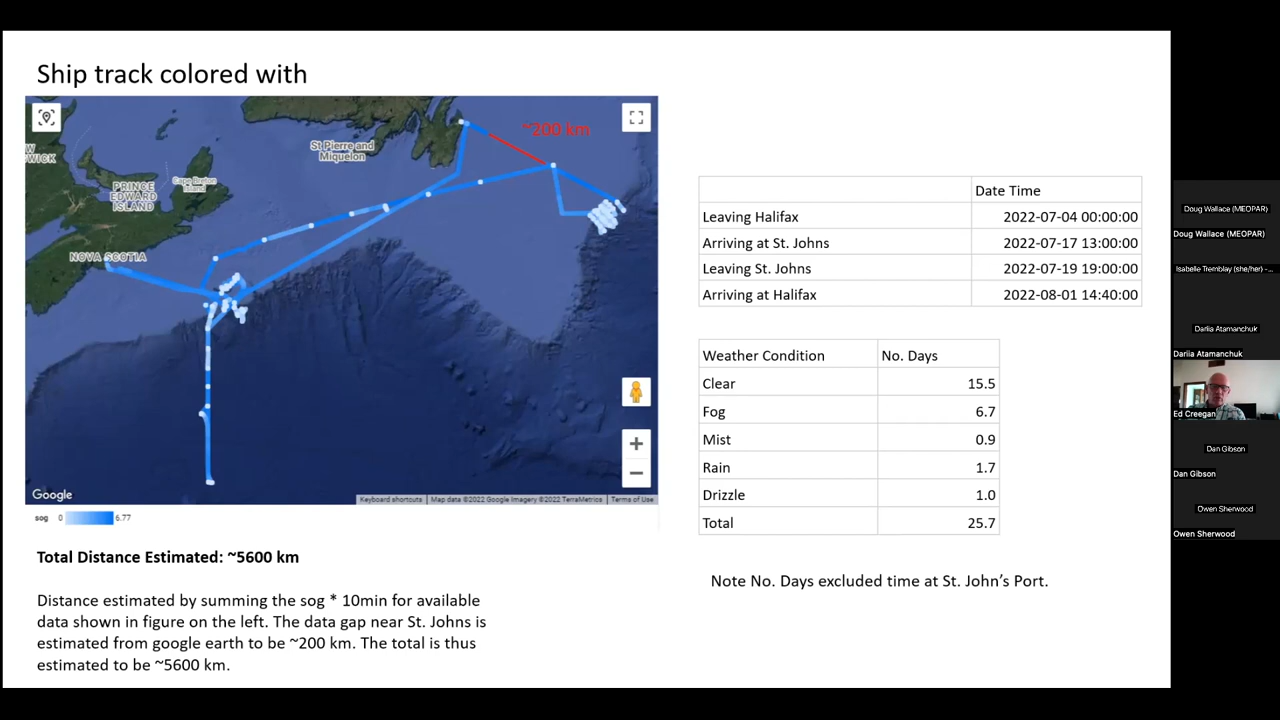 Ship track colored with
~200 km
St Pierre and
Miquelon
W
WICK
PRINCE
EDWARD
ISLAND
Cape Breton
Island
NOVA SCOTIA
Google
Keyboard shortcuts
Map data ©2022 Google Imagery ©2022 TerraMetrics
Terms of Use
sog 0 6.77
Total Distance Estimated: ~5600 km
Distance estimated by summing the sog * 10min for available
data shown in figure on the left. The data gap near St. Johns is
estimated from google earth to be ~200 km. The total is thus
estimated to be ~5600 km.
Date Time
Leaving Halifax 2022-07-04 00:00:00
Arriving at St. Johns 2022-07-17 13:00:00
Leaving St. Johns 2022-07-19 19:00:00
Arriving at Halifax 2022-08-01 14:40:00
Weather Condition No. Days
Clear 15.5
Fog 6.7
Mist 0.9
Rain 1.7
Drizzle 1.0
Total 25.7
Note No. Days excluded time at St. John's Port.
Doug Wallace (MEOPAR)
Doug Wallace (MEOPAR)
Isabelle Tremblay (she/her) -...
Dariia Atamanchuk
Dariia Atamanchuk
Ed Creegan
Dan Gibson
Dan Gibson
Owen Sherwood
Owen Sherwood